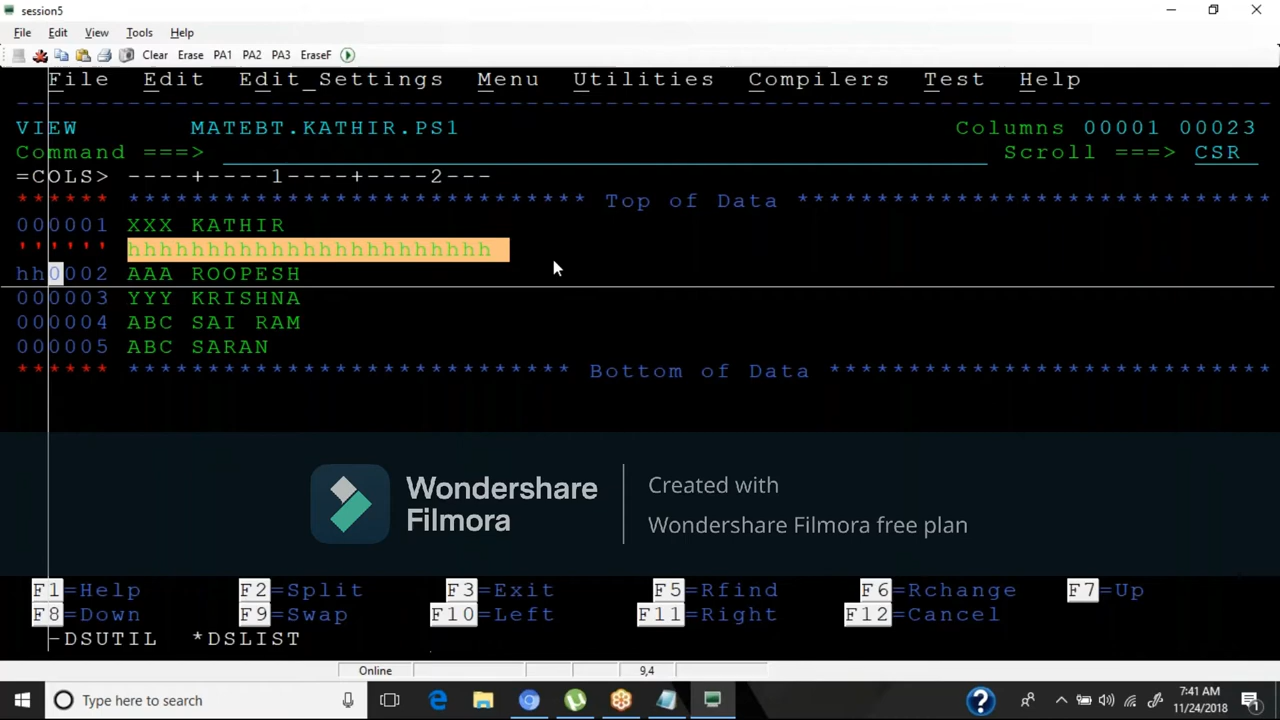 session5
File Edit View Tools Help
Clear Erase PA1 PA2 PA3 EraseF
File Edit Edit_Settings Menu Utilities Compilers Test Help
VIEW MATEBT.KATHIR.PS1 Columns 00001 00023
Command ===> Scroll ===> CSR
=COLS> ----+----1----+----2---
****** ***************************** Top of Data ******************************
000001 XXX KATHIR
'''''' hhhhhhhhhhhhhhhhhhhhhhh
hh0002 AAA ROOPESH
000003 YYY KRISHNA
000004 ABC SAI RAM
000005 ABC SARAN
****** **************************** Bottom of Data ****************************
Wondershare Filmora
Created with
Wondershare Filmora free plan
F1=Help F2=Split F3=Exit F5=Rfind F6=Rchange F7=Up
F8=Down F9=Swap F10=Left F11=Right F12=Cancel
-DSUTIL *DSLIST
Online 9,4
Type here to search
7:41 AM
11/24/2018